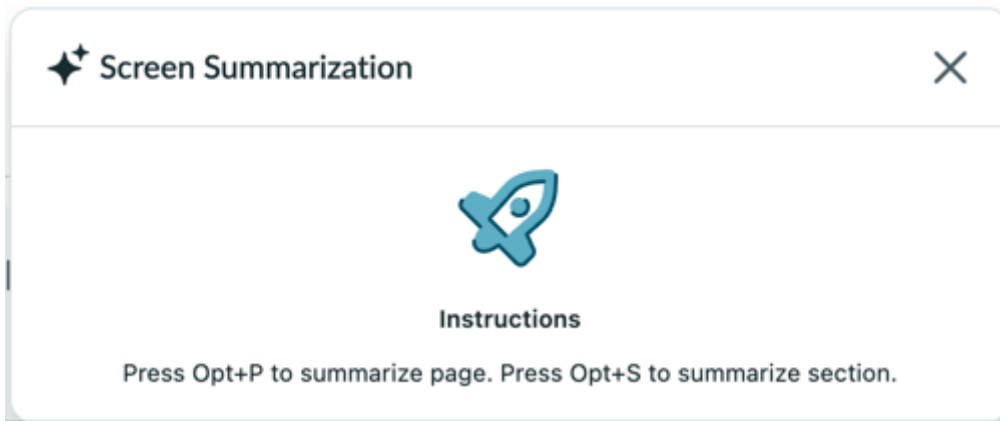 Screen Summarization
Instructions
Press Opt+P to summarize page. Press Opt+S to summarize section.